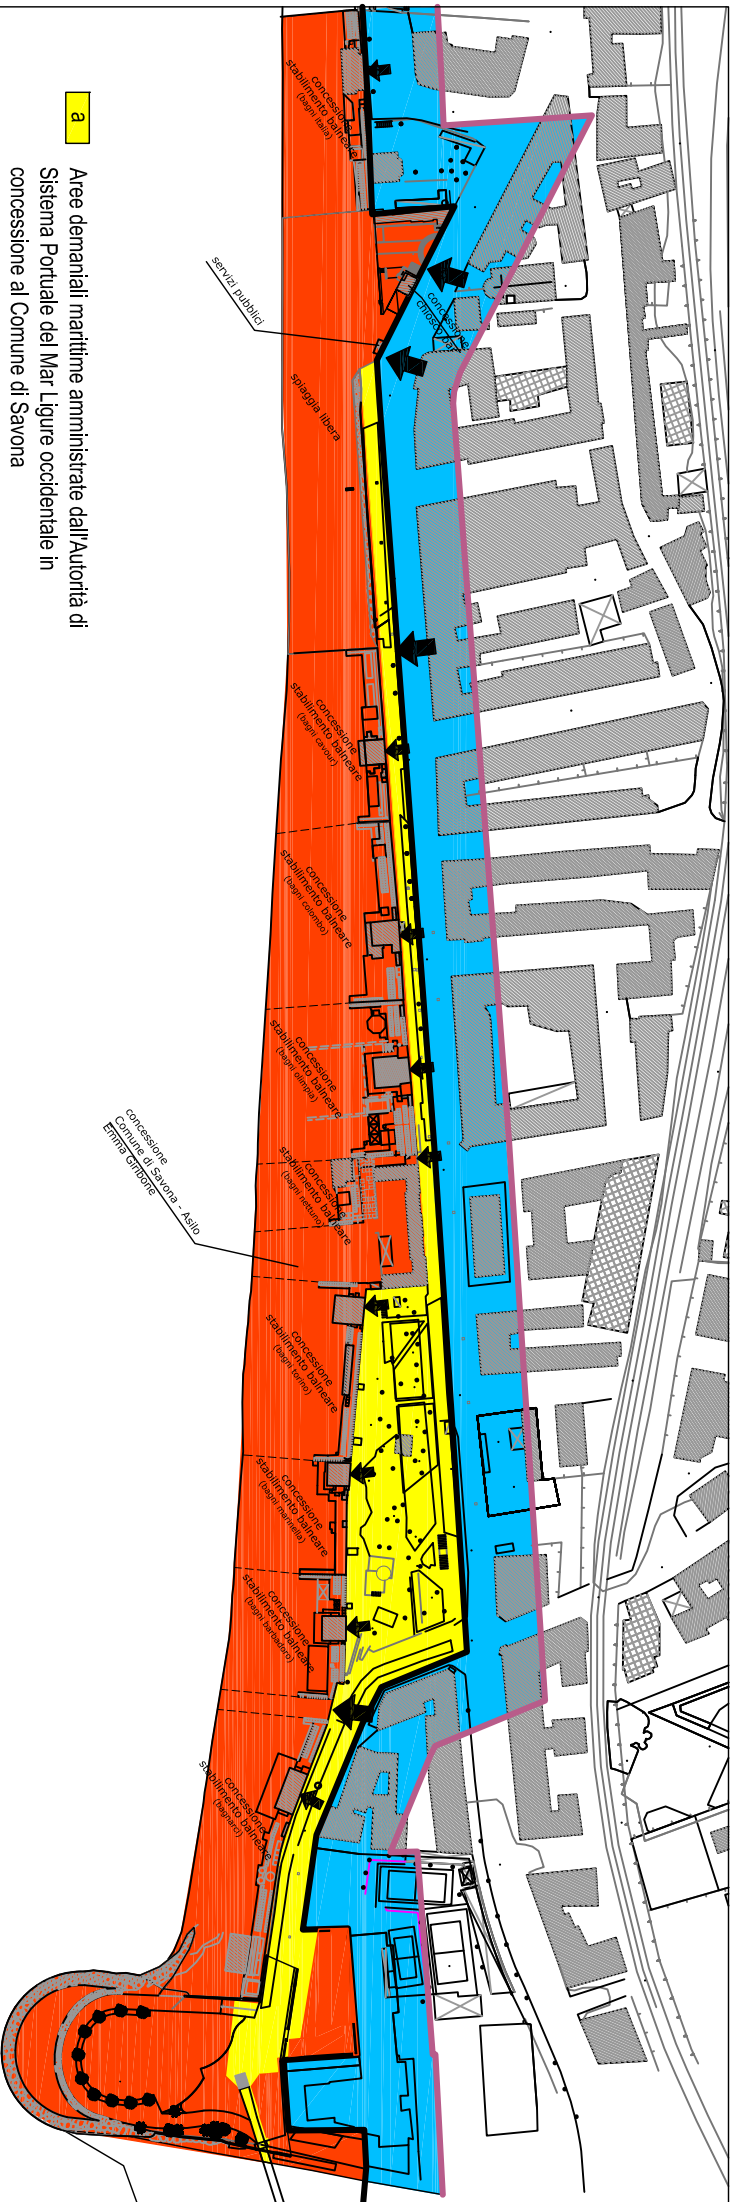 concessione
stabilimento balneare
(bagni italia)
concessione
chiosco bar
servizi pubblici
spiaggia libera
concessione
stabilimento balneare
(bagni cavour)
concessione
stabilimento balneare
(bagni colombo)
concessione
stabilimento balneare
(bagni olimpia)
concessione
stabilimento balneare
(bagni nettuno)
concessione
Comune di Savona - Asilo
Emma Giribone
concessione
stabilimento balneare
(bagni torino)
concessione
stabilimento balneare
(bagni marinella)
concessione
stabilimento balneare
(bagni barbadoro)
concessione
stabilimento balneare
(bagnarci)
a
Aree demaniali marittime amministrate dall'Autorità di
Sistema Portuale del Mar Ligure occidentale in
concessione al Comune di Savona